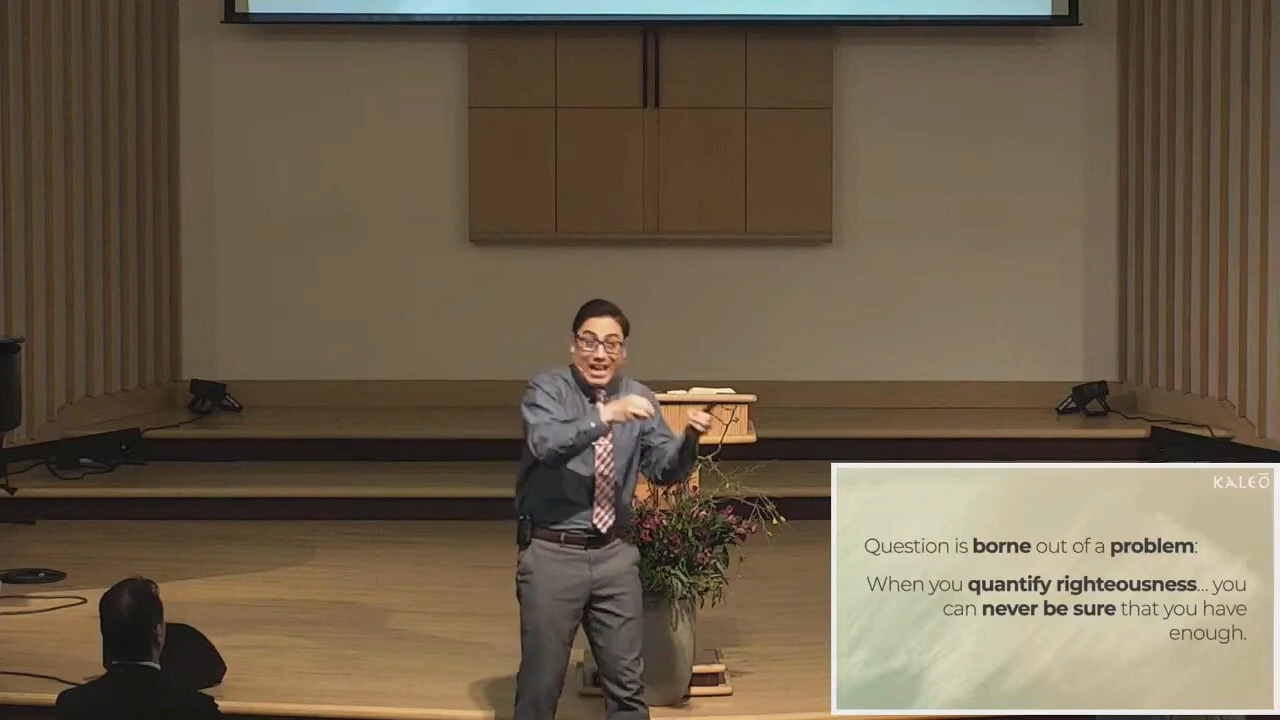 KALEŌ
Question is borne out of a problem:
When you quantify righteousness... you
can never be sure that you have
enough.